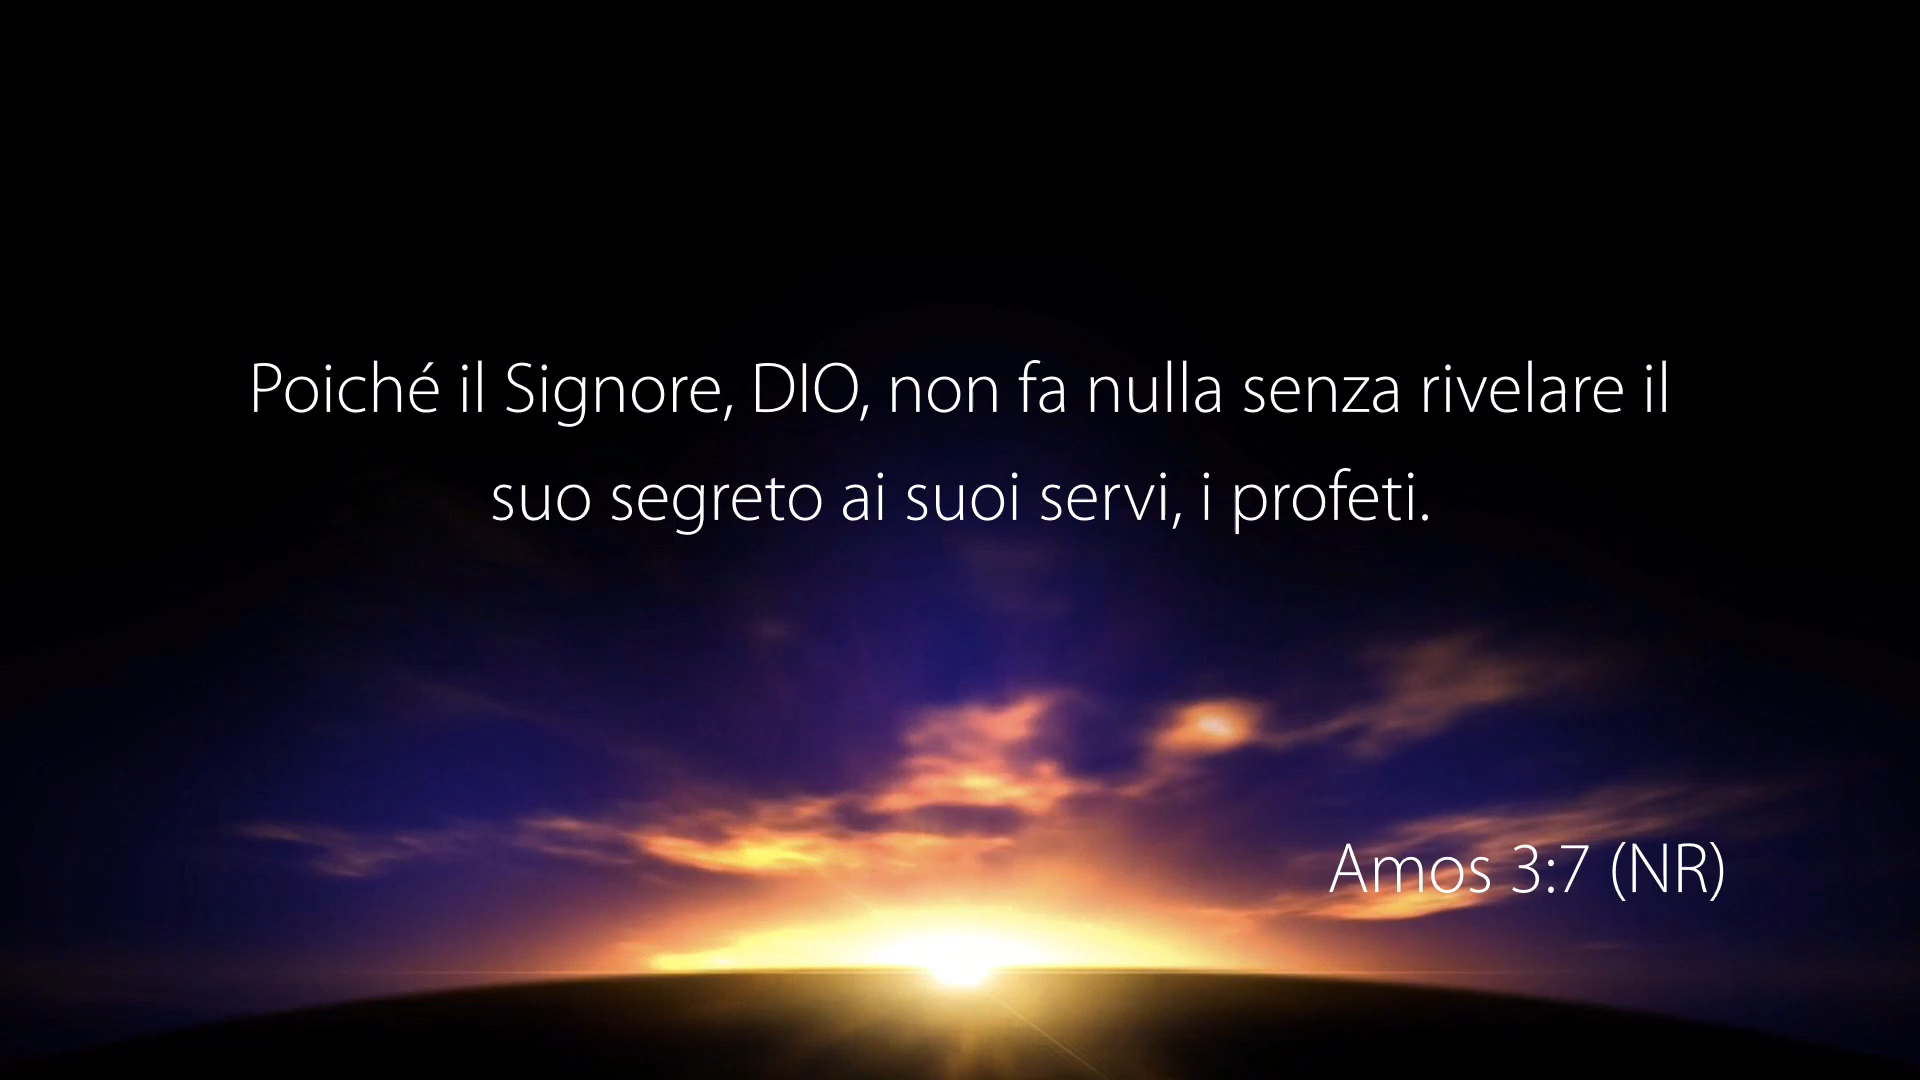 Poiché il Signore, DIO, non fa nulla senza rivelare il
suo segreto ai suoi servi, i profeti.
Amos 3:7 (NR)